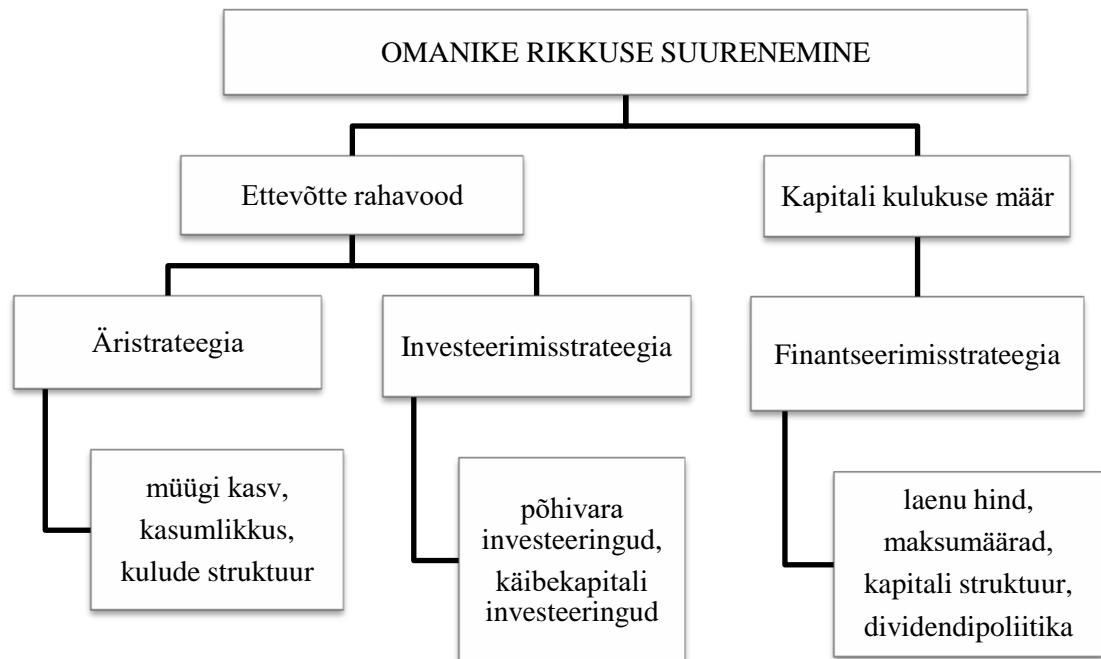 OMANIKE RIKKUSE SUURENEMINE
Ettevõtte rahavood
Kapitali kulukuse määr
Äristrateegia
Investeerimisstrateegia
Finantseerimisstrateegia
müügi kasv,
kasumlikkus,
kulude struktuur
põhivara
investeeringud,
käibekapitali
investeeringud
laenu hind,
maksumäärad,
kapitali struktuur,
dividendipoliitika